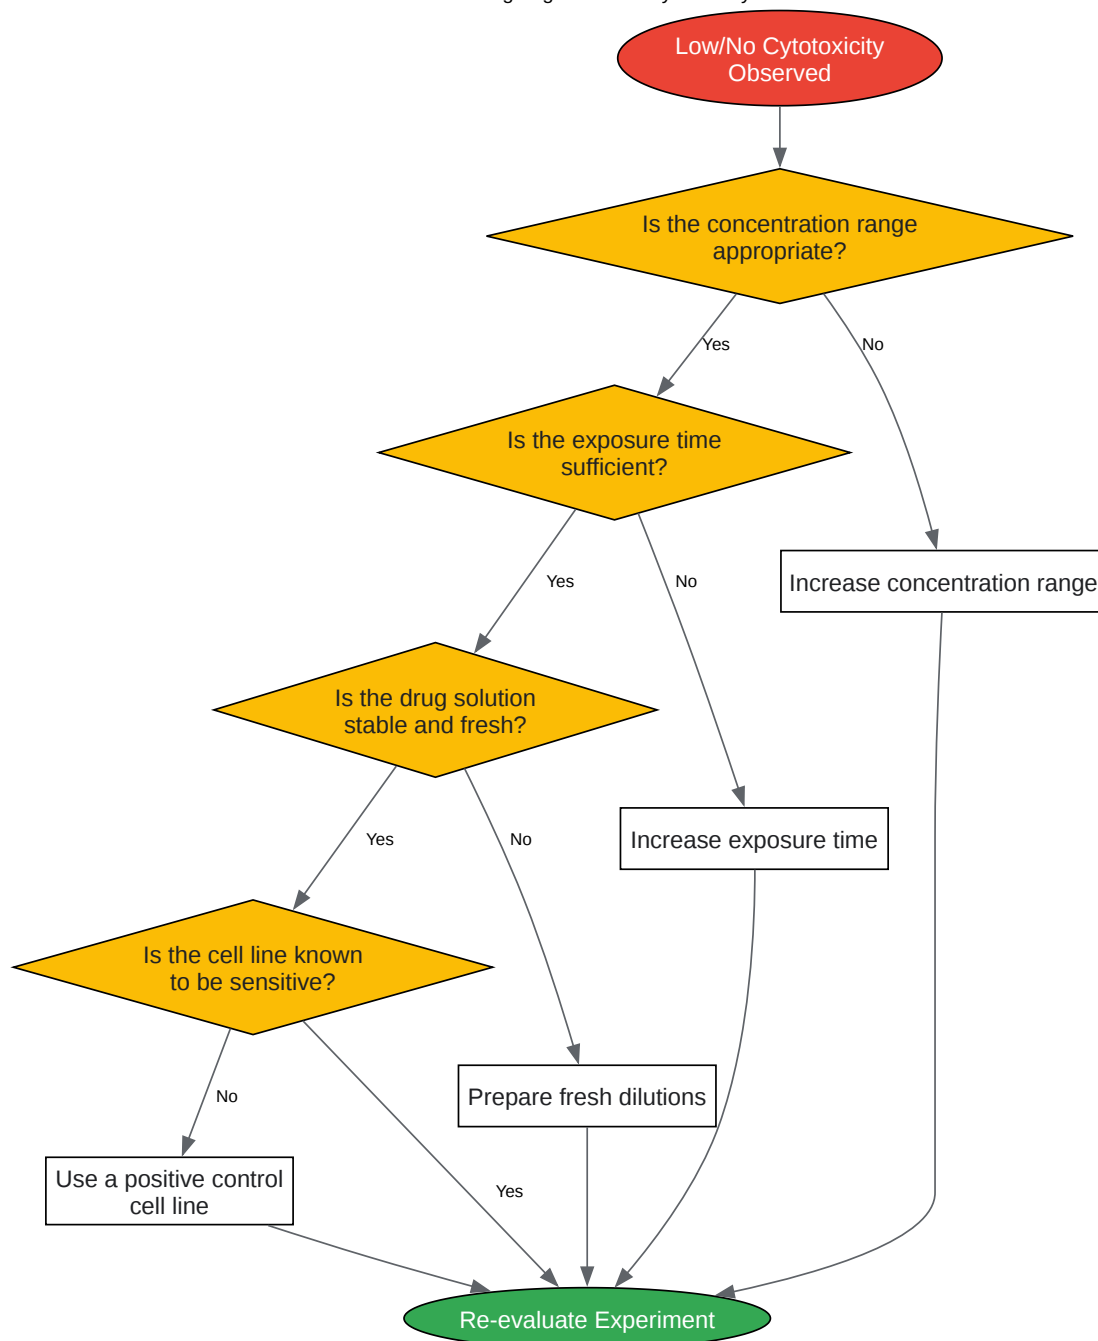 Low/No Cytotoxicity
Observed
Is the concentration range
appropriate?
Yes
No
Is the exposure time
sufficient?
Yes
No
Increase concentration range
Is the drug solution
stable and fresh?
Yes
No
Increase exposure time
Is the cell line known
to be sensitive?
No
Yes
Prepare fresh dilutions
Use a positive control
cell line
Re-evaluate Experiment